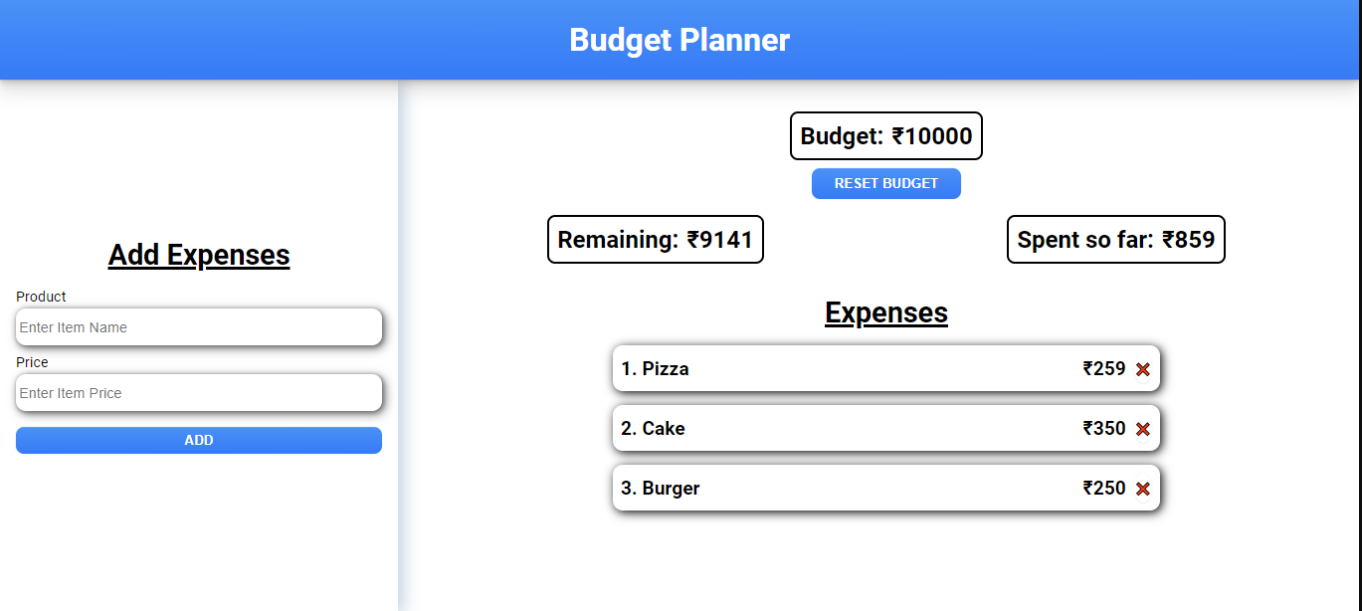 Budget Planner
Add Expenses
Product
Enter Item Name
Price
Enter Item Price
ADD
Budget: ₹10000
RESET BUDGET
Remaining: ₹9141
Spent so far: ₹859
Expenses
1. Pizza ₹259
2. Cake ₹350
3. Burger ₹250